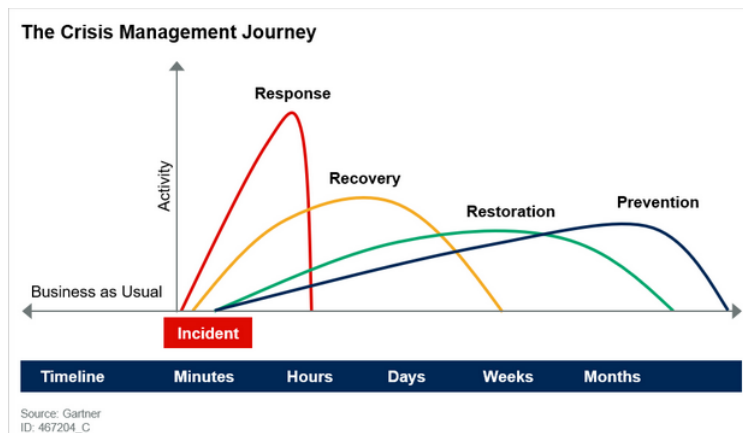 The Crisis Management Journey
Response
Recovery
Restoration
Prevention
Activity
Business as Usual
Incident
Timeline Minutes Hours Days Weeks Months
Source: Gartner
ID: 467204_C